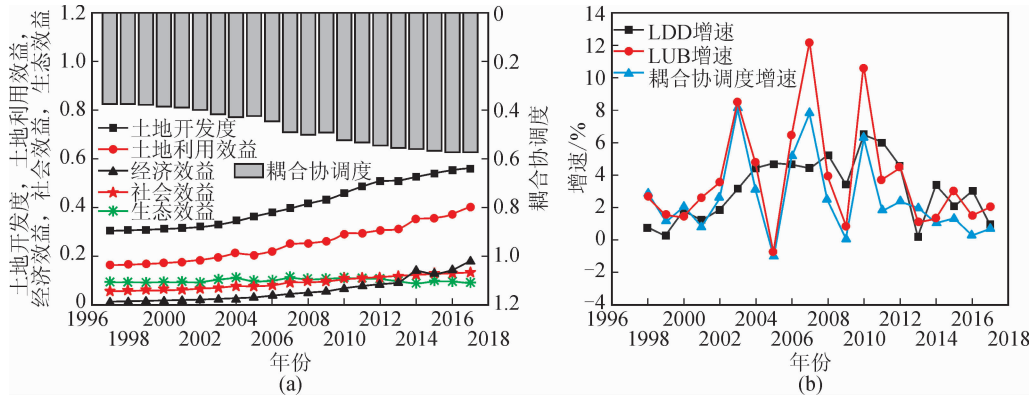 土地开发度，土地利用效益，
经济效益，社会效益，生态效益
1.2
1.0
0.8
0.6
0.4
0.2
0
0
0.2
0.4
0.6
0.8
1.0
1.2
耦合协调度
土地开发度
土地利用效益
经济效益
社会效益
生态效益
耦合协调度
1996 2000 2004 2008 2012 2016
1998 2002 2006 2010 2014 2018
年份
(a)
增速/%
14
12
10
8
6
4
2
0
−2
−4
LDD增速
LUB增速
耦合协调度增速
1996 2000 2004 2008 2012 2016
1998 2002 2006 2010 2014 2018
年份
(b)